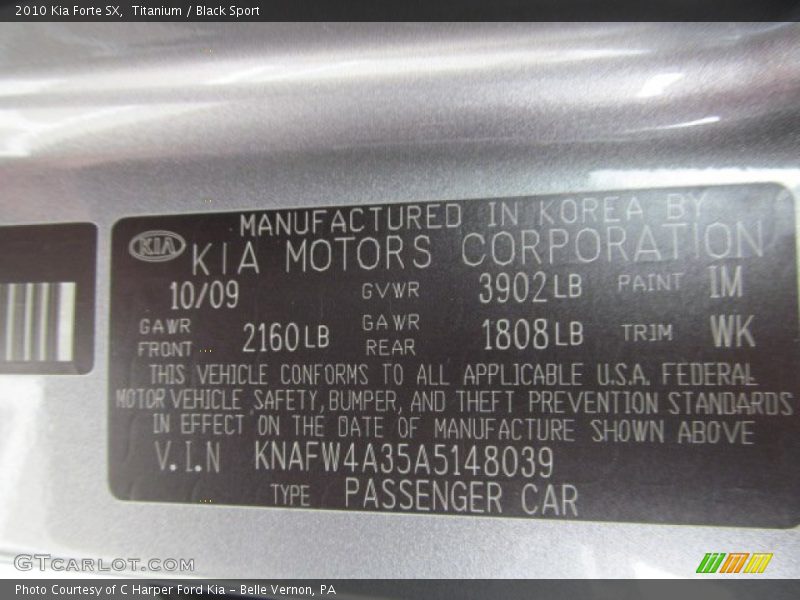 2010 Kia Forte SX,  Titanium / Black Sport
MANUFACTURED IN KOREA BY
KIA KIA MOTORS CORPORATION
10/09 GVWR 3902LB PAINT IM
GAWR FRONT 2160LB GAWR REAR 1808LB TRIM WK
THIS VEHICLE CONFORMS TO ALL APPLICABLE U.S.A. FEDERAL
MOTOR VEHICLE SAFETY, BUMPER, AND THEFT PREVENTION STANDARDS
IN EFFECT ON THE DATE OF MANUFACTURE SHOWN ABOVE
V.I.N KNAFW4A35A5148039
TYPE PASSENGER CAR
GTCARLOT.COM
Photo Courtesy of C Harper Ford Kia - Belle Vernon, PA